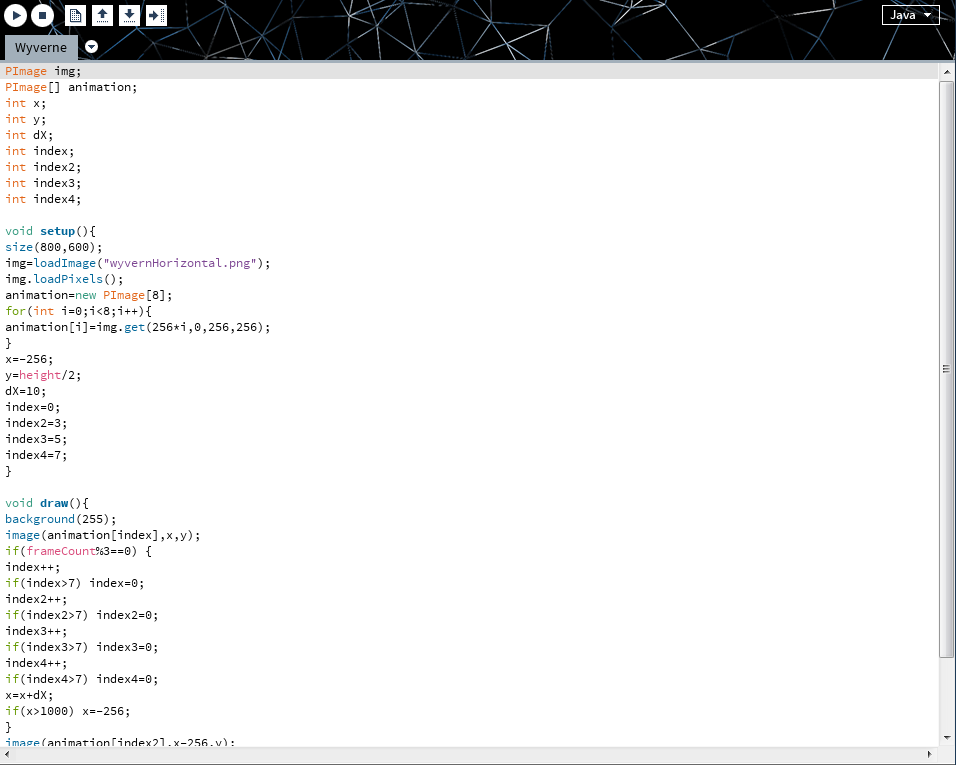 Java
Wyverne
PImage img;
PImage[] animation;
int x;
int y;
int dX;
int index;
int index2;
int index3;
int index4;
void setup(){
size(800,600);
img=loadImage("wyvernHorizontal.png");
img.loadPixels();
animation=new PImage[8];
for(int i=0;i<8;i++){
animation[i]=img.get(256*i,0,256,256);
}
x=-256;
y=height/2;
dX=10;
index=0;
index2=3;
index3=5;
index4=7;
}
void draw(){
background(255);
image(animation[index],x,y);
if(frameCount%3==0) {
index++;
if(index>7) index=0;
index2++;
if(index2>7) index2=0;
index3++;
if(index3>7) index3=0;
index4++;
if(index4>7) index4=0;
x=x+dX;
if(x>1000) x=-256;
}
image(animation[index2],x-256,y);